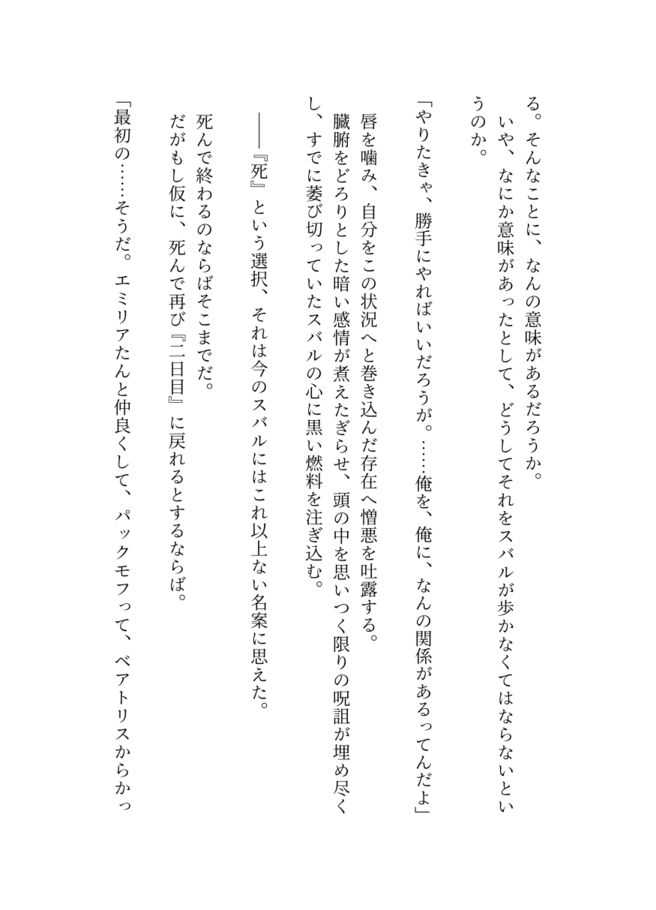 る。そんなことに、なんの意味があるだろうか。
いや、なにか意味があったとして、どうしてそれをスバルが歩かなくてはならないとい
うのか。
「やりたきゃ、勝手にやればいいだろうが。……俺を、俺に、なんの関係があるってんだよ」
唇を噛み、自分をこの状況へと巻き込んだ存在へ憎悪を吐露する。
臓腑をどろりとした暗い感情が煮えたぎらせ、頭の中を思いつく限りの呪詛が埋め尽く
し、すでに萎び切っていたスバルの心に黒い燃料を注ぎ込む。
――『死』という選択、それは今のスバルにはこれ以上ない名案に思えた。
死んで終わるのならばそこまでだ。
だがもし仮に、死んで再び『二日目』に戻れるとするならば。
「最初の……そうだ。エミリアたんと仲良くして、パックモフって、ベアトリスからかっ